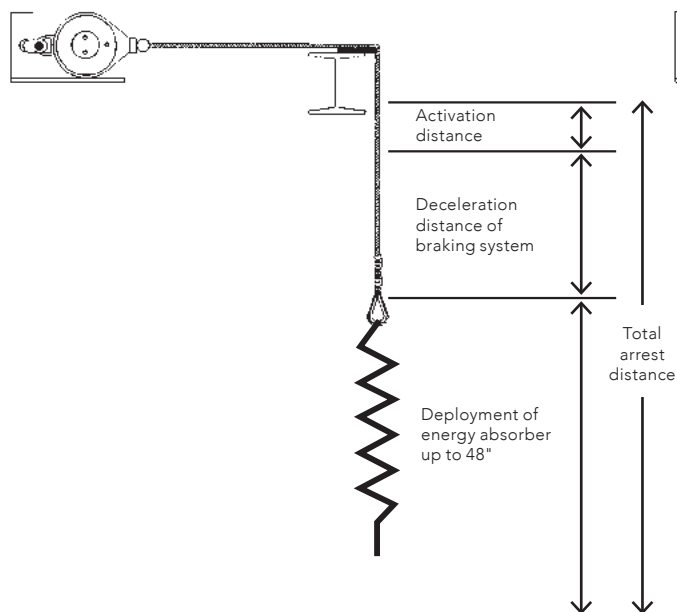 Activation
distance
Deceleration
distance of
braking system
Total
arrest
distance
Deployment of
energy absorber
up to 48"